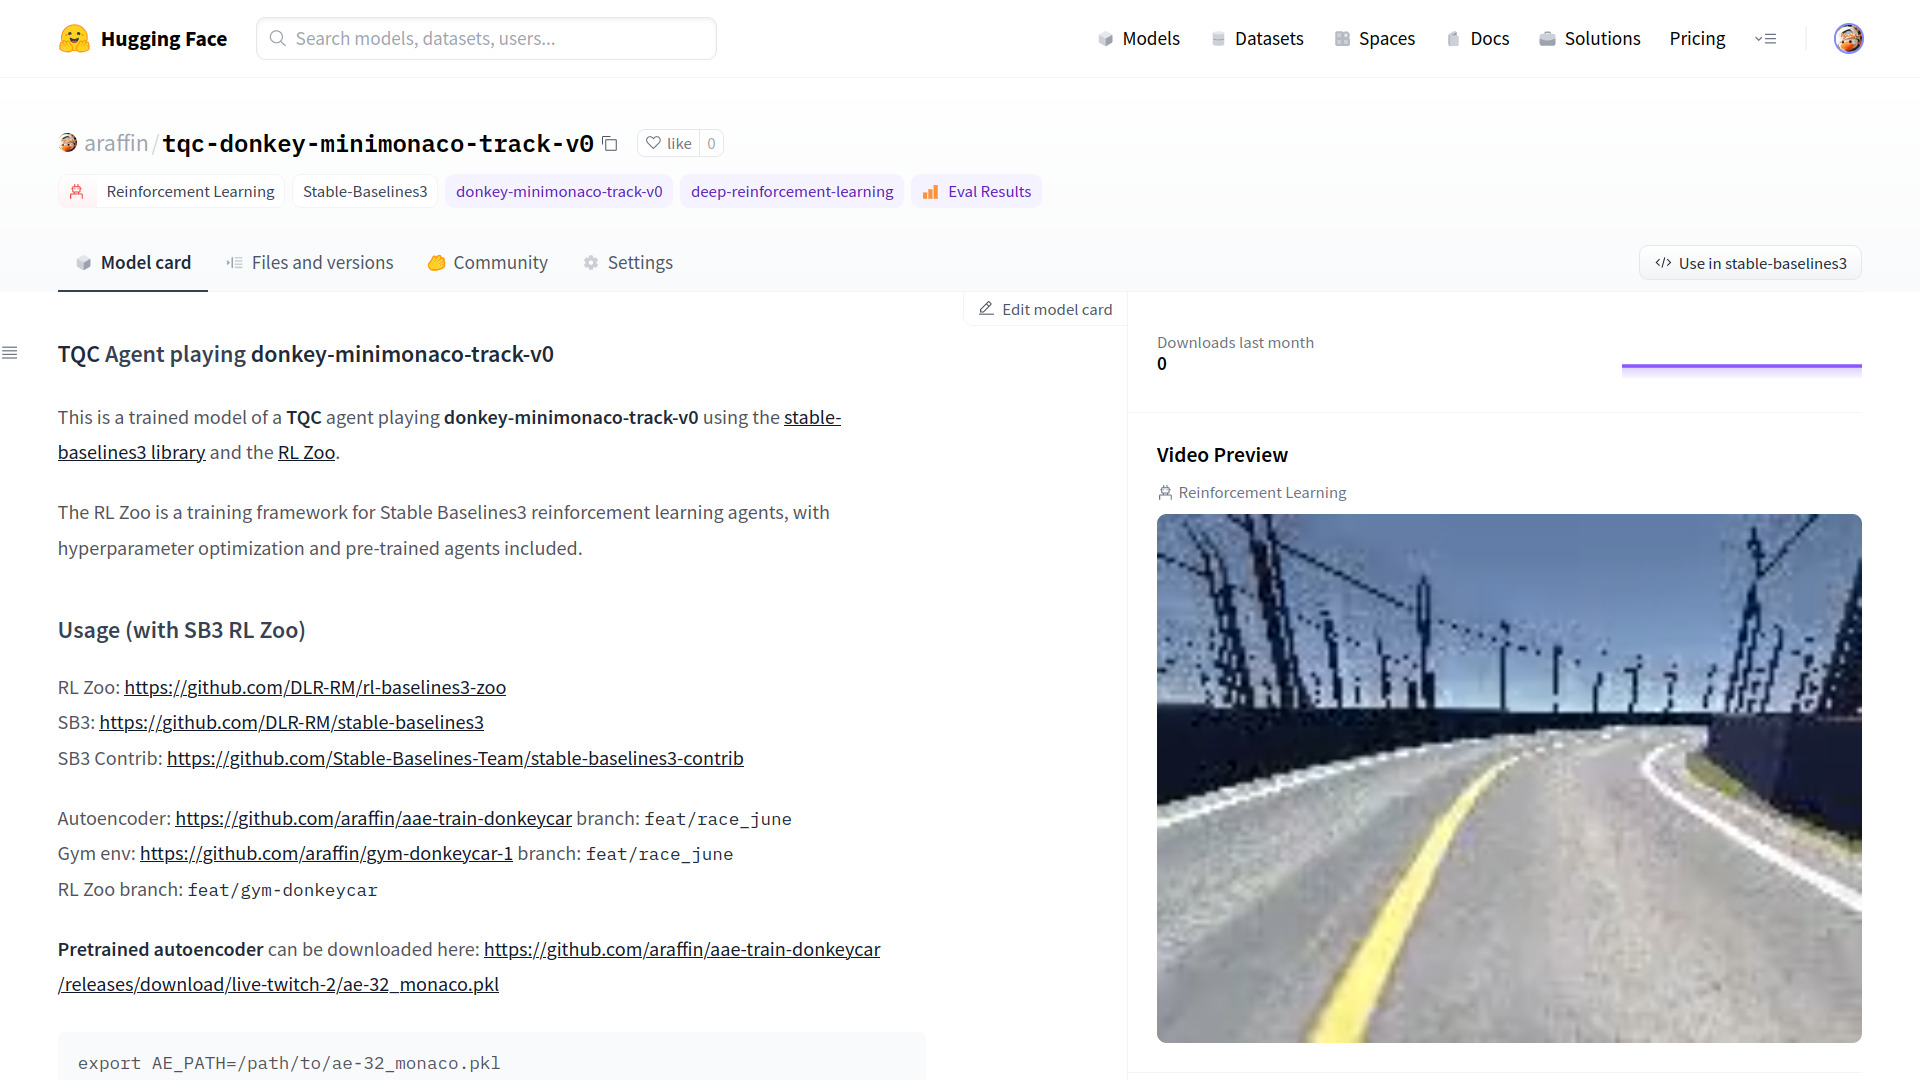 Hugging Face
Search models, datasets, users...
Models
Datasets
Spaces
Docs
Solutions
Pricing
araffin/tqc-donkey-minimonaco-track-v0
like 0
Reinforcement Learning
Stable-Baselines3
donkey-minimonaco-track-v0
deep-reinforcement-learning
Eval Results
Model card
Files and versions
Community
Settings
</> Use in stable-baselines3
Edit model card
TQC Agent playing donkey-minimonaco-track-v0
This is a trained model of a TQC agent playing donkey-minimonaco-track-v0 using the stable-
baselines3 library and the RL Zoo.
The RL Zoo is a training framework for Stable Baselines3 reinforcement learning agents, with
hyperparameter optimization and pre-trained agents included.
Usage (with SB3 RL Zoo)
RL Zoo: https://github.com/DLR-RM/rl-baselines3-zoo
SB3: https://github.com/DLR-RM/stable-baselines3
SB3 Contrib: https://github.com/Stable-Baselines-Team/stable-baselines3-contrib
Autoencoder: https://github.com/araffin/aae-train-donkeycar branch: feat/race_june
Gym env: https://github.com/araffin/gym-donkeycar-1 branch: feat/race_june
RL Zoo branch: feat/gym-donkeycar
Pretrained autoencoder can be downloaded here: https://github.com/araffin/aae-train-donkeycar
/releases/download/live-twitch-2/ae-32_monaco.pkl
export AE_PATH=/path/to/ae-32_monaco.pkl
Downloads last month
0
Video Preview
Reinforcement Learning